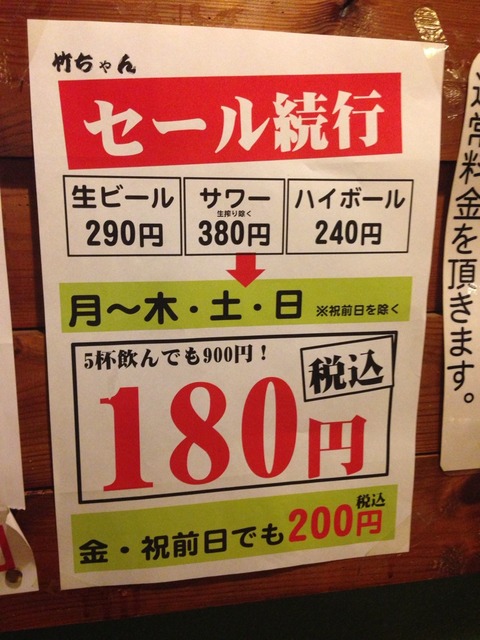 竹ちゃん
セール続行
生ビール
290円
サワー
生搾り除く
380円
ハイボール
240円
月〜木・土・日 ※祝前日を除く
5杯飲んでも900円！
税込
180円
税込
金・祝前日でも200円
通常料金を頂きます。